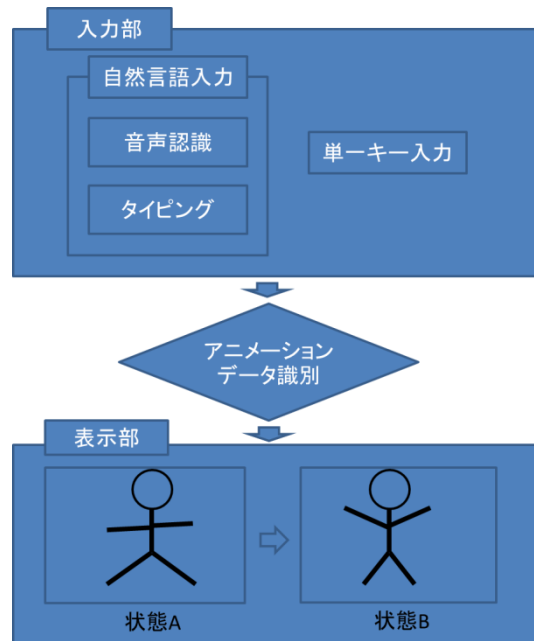 入力部
自然言語入力
音声認識
単一キー入力
タイピング
アニメーション
データ識別
表示部
状態A
状態B